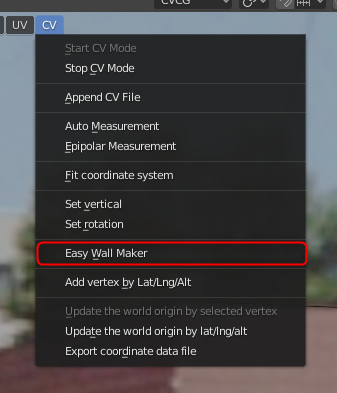 CVCG
UV CV
Start CV Mode
Stop CV Mode
Append CV File
Auto Measurement
Epipolar Measurement
Fit coordinate system
Set vertical
Set rotation
Easy Wall Maker
Add vertex by Lat/Lng/Alt
Update the world origin by selected vertex
Update the world origin by lat/lng/alt
Export coordinate data file